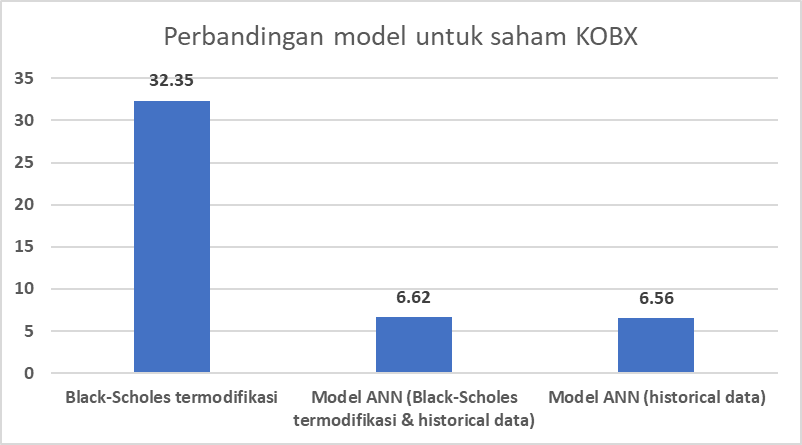 Perbandingan model untuk saham KOBX
35
30
25
20
15
10
5
0
32.35
6.62
6.56
Black-Scholes termodifikasi
Model ANN (Black-Scholes
termodifikasi & historical data)
Model ANN (historical data)